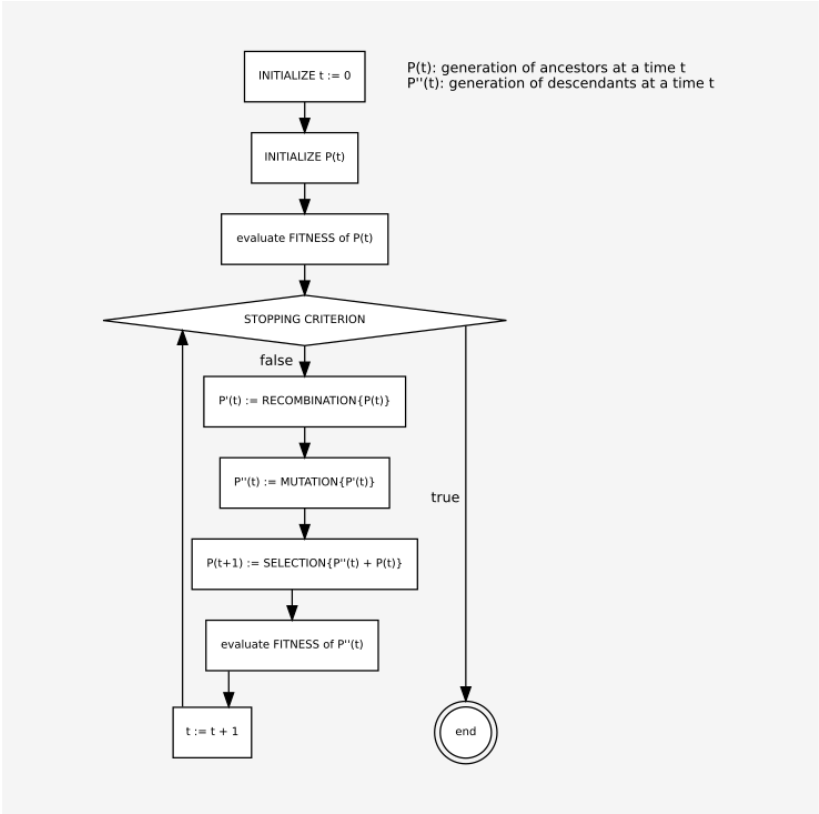 INITIALIZE t := 0
P(t): generation of ancestors at a time t
P''(t): generation of descendants at a time t
INITIALIZE P(t)
evaluate FITNESS of P(t)
STOPPING CRITERION
false
P'(t) := RECOMBINATION{P(t)}
P''(t) := MUTATION{P'(t)}
true
P(t+1) := SELECTION{P''(t) + P(t)}
evaluate FITNESS of P''(t)
t := t + 1
end